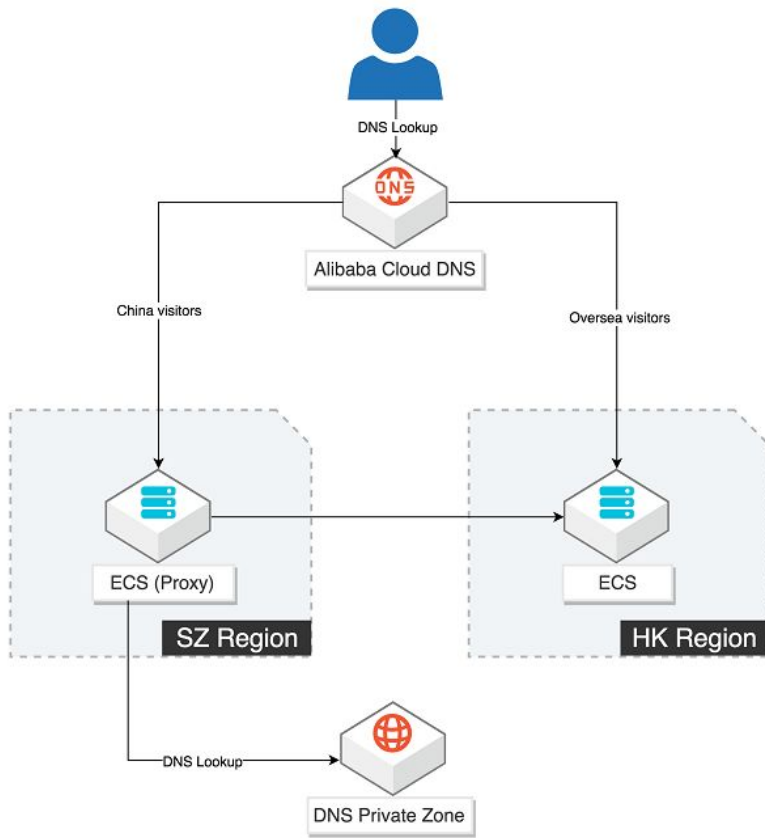 DNS Lookup
DNS
Alibaba Cloud DNS
China visitors
Oversea visitors
ECS (Proxy)
ECS
SZ Region
HK Region
DNS Lookup
DNS Private Zone